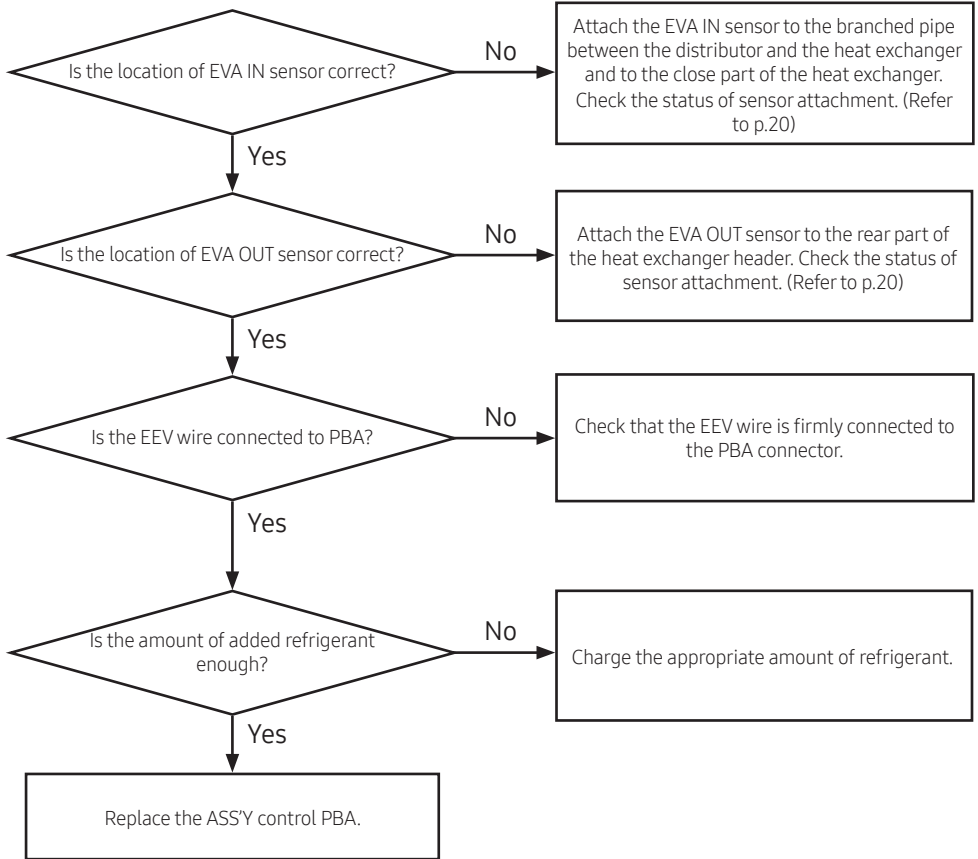 Is the location of EVA IN sensor correct?
No
Attach the EVA IN sensor to the branched pipe
between the distributor and the heat exchanger
and to the close part of the heat exchanger.
Check the status of sensor attachment. (Refer
to p.20)
Yes
Is the location of EVA OUT sensor correct?
No
Attach the EVA OUT sensor to the rear part of
the heat exchanger header. Check the status of
sensor attachment. (Refer to p.20)
Yes
Is the EEV wire connected to PBA?
No
Check that the EEV wire is firmly connected to
the PBA connector.
Yes
Is the amount of added refrigerant
enough?
No
Charge the appropriate amount of refrigerant.
Yes
Replace the ASS'Y control PBA.